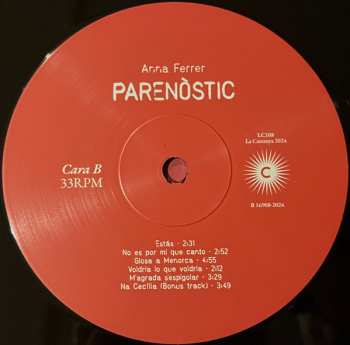 Anna Ferrer
PARENÒSTIC
Cara B
33RPM
LC108
La Castanya 2024
C
B 16988-2024
Estàs - 2:31
No es por mi que canto - 2:52
Glosa a Menorca - 4:55
Voldria lo que voldria - 2:12
M'agrada sespigolar - 3:29
Na Cecília (Bonus track) - 3:49